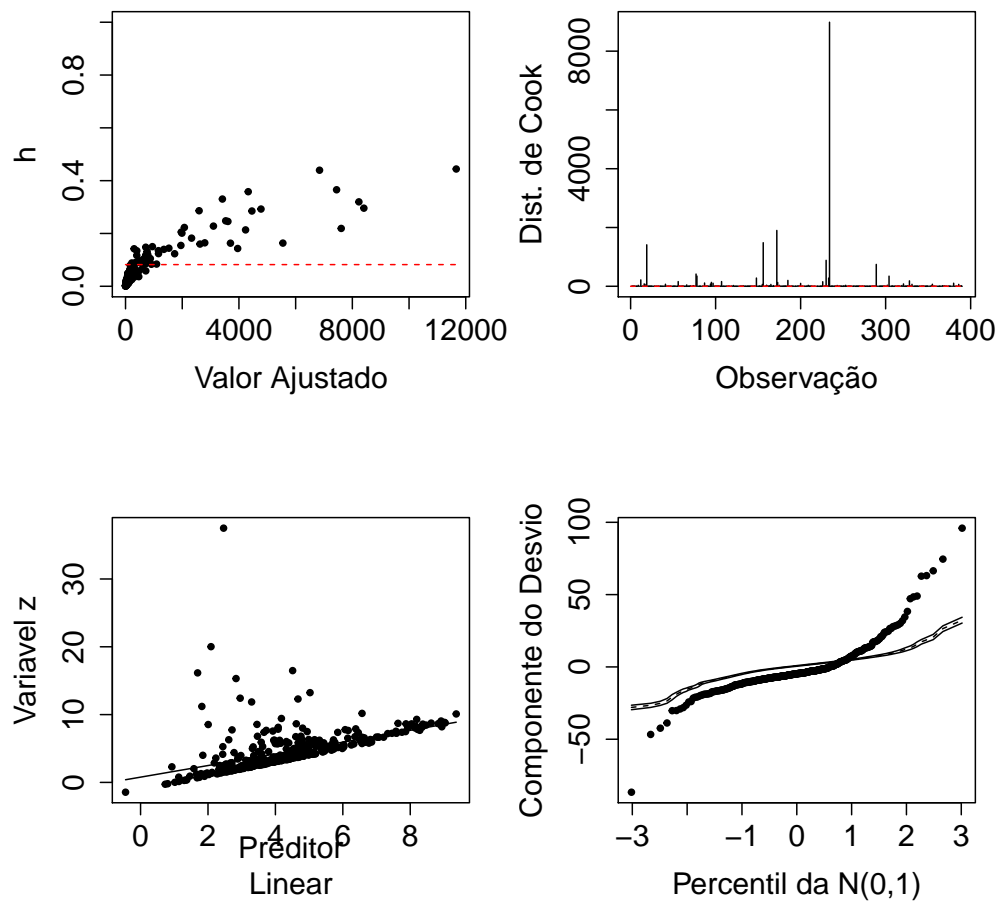 h
0.0
0.4
0.8
0 4000 8000 12000
Valor Ajustado
Dist. de Cook
0
4000
8000
0 100 200 300 400
Observação
Variavel z
0
10
20
30
0 2 4 6 8
Preditor
Linear
Componente do Desvio
−50
0
50
100
−3 −1 0 1 2 3
Percentil da N(0,1)